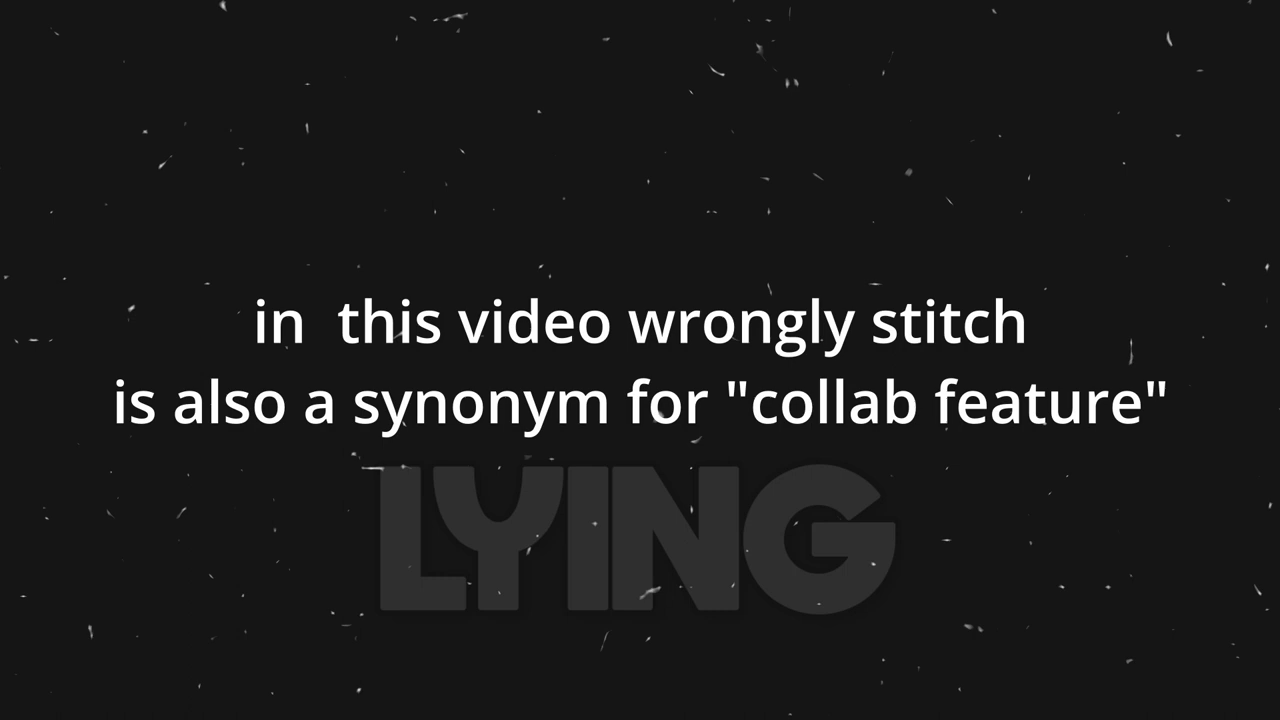 in  this video wrongly stitch
is also a synonym for "collab feature"
LYING